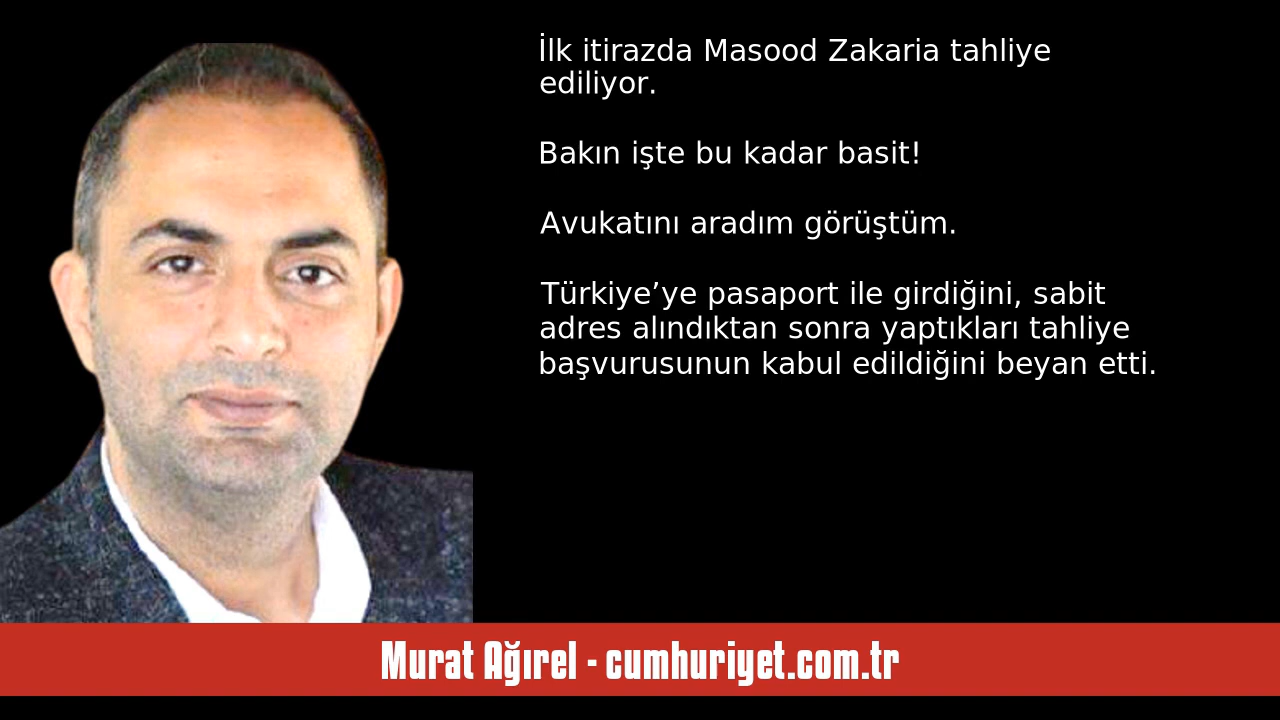 İlk itirazda Masood Zakaria tahliye
ediliyor.
Bakın işte bu kadar basit!
Avukatını aradım görüştüm.
Türkiye’ye pasaport ile girdiğini, sabit
adres alındıktan sonra yaptıkları tahliye
başvurusunun kabul edildiğini beyan etti.
Murat Ağırel - cumhuriyet.com.tr